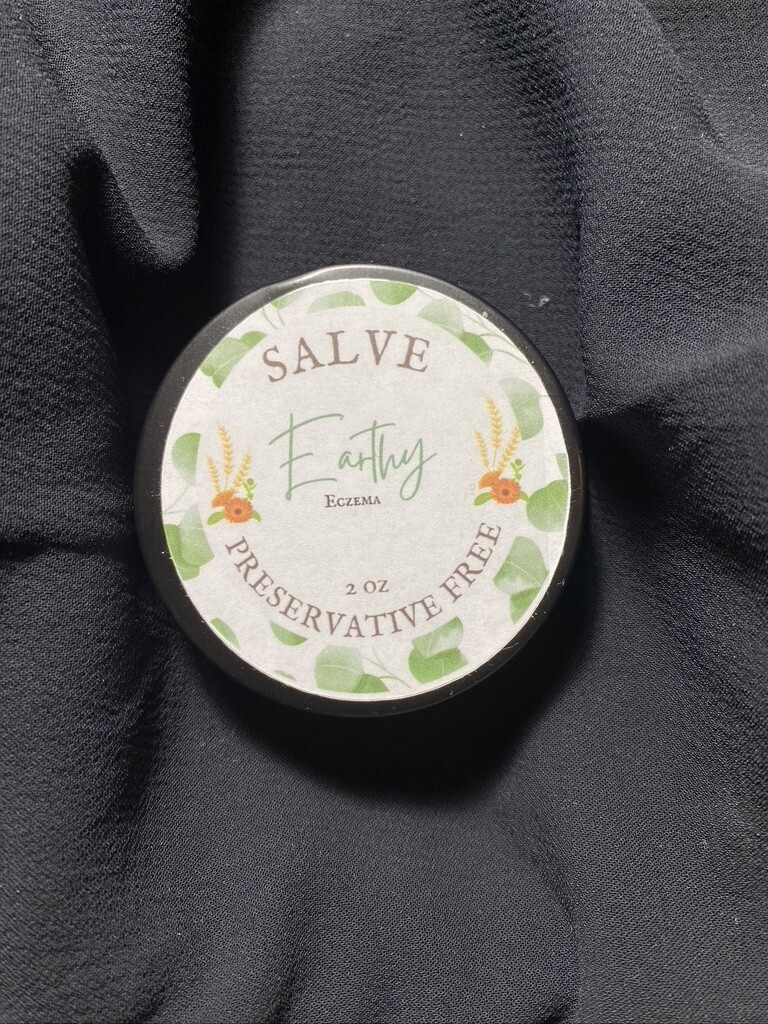 SALVE
Earthy
Eczema
2 oz
PRESERVATIVE FREE